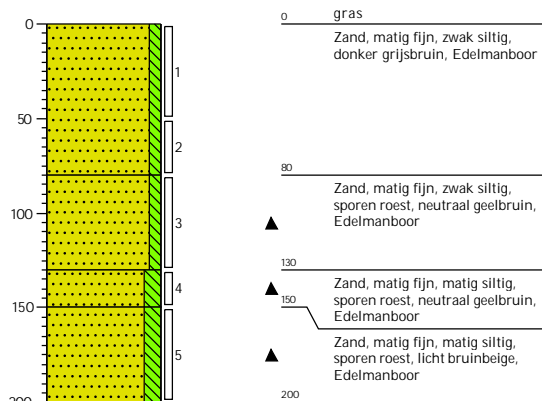 0
50
100
150
200
1
2
3
4
5
0 gras
Zand, matig fijn, zwak siltig,
donker grijsbruin, Edelmanboor
80
Zand, matig fijn, zwak siltig,
sporen roest, neutraal geelbruin,
Edelmanboor
130
Zand, matig fijn, matig siltig,
sporen roest, neutraal geelbruin,
Edelmanboor
150
Zand, matig fijn, matig siltig,
sporen roest, licht bruinbeige,
Edelmanboor
200